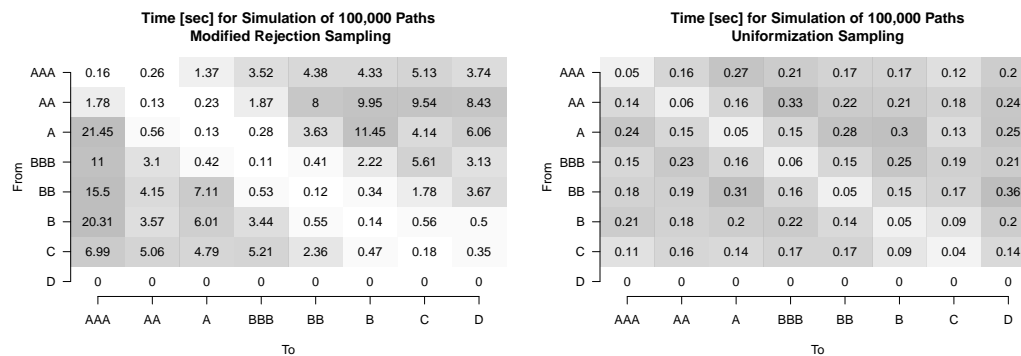 Time [sec] for Simulation of 100,000 Paths
Modified Rejection Sampling
AAA 0.16 0.26 1.37 3.52 4.38 4.33 5.13 3.74
AA 1.78 0.13 0.23 1.87 8 9.95 9.54 8.43
A 21.45 0.56 0.13 0.28 3.63 11.45 4.14 6.06
BBB 11 3.1 0.42 0.11 0.41 2.22 5.61 3.13
BB 15.5 4.15 7.11 0.53 0.12 0.34 1.78 3.67
B 20.31 3.57 6.01 3.44 0.55 0.14 0.56 0.5
C 6.99 5.06 4.79 5.21 2.36 0.47 0.18 0.35
D 0 0 0 0 0 0 0 0
From
AAA AA A BBB BB B C D
To
Time [sec] for Simulation of 100,000 Paths
Uniformization Sampling
AAA 0.05 0.16 0.27 0.21 0.17 0.17 0.12 0.2
AA 0.14 0.06 0.16 0.33 0.22 0.21 0.18 0.24
A 0.24 0.15 0.05 0.15 0.28 0.3 0.13 0.25
BBB 0.15 0.23 0.16 0.06 0.15 0.25 0.19 0.21
BB 0.18 0.19 0.31 0.16 0.05 0.15 0.17 0.36
B 0.21 0.18 0.2 0.22 0.14 0.05 0.09 0.2
C 0.11 0.16 0.14 0.17 0.17 0.09 0.04 0.14
D 0 0 0 0 0 0 0 0
From
AAA AA A BBB BB B C D
To